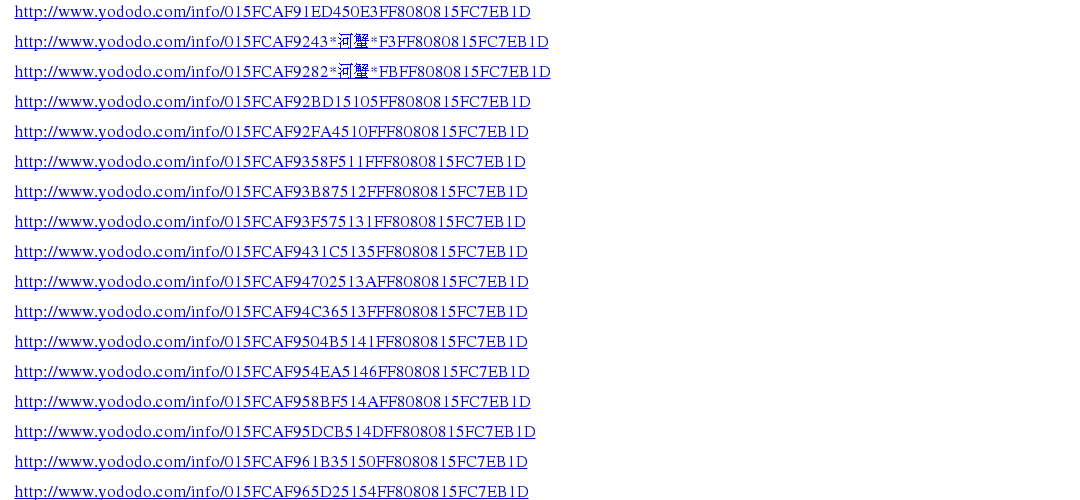 http://www.yododo.com/info/015FCAF91ED450E3FF8080815FC7EB1D
http://www.yododo.com/info/015FCAF9243*河蟹*F3FF8080815FC7EB1D
http://www.yododo.com/info/015FCAF9282*河蟹*FBFF8080815FC7EB1D
http://www.yododo.com/info/015FCAF92BD15105FF8080815FC7EB1D
http://www.yododo.com/info/015FCAF92FA4510FFF8080815FC7EB1D
http://www.yododo.com/info/015FCAF9358F511FFF8080815FC7EB1D
http://www.yododo.com/info/015FCAF93B87512FFF8080815FC7EB1D
http://www.yododo.com/info/015FCAF93F575131FF8080815FC7EB1D
http://www.yododo.com/info/015FCAF9431C5135FF8080815FC7EB1D
http://www.yododo.com/info/015FCAF94702513AFF8080815FC7EB1D
http://www.yododo.com/info/015FCAF94C36513FFF8080815FC7EB1D
http://www.yododo.com/info/015FCAF9504B5141FF8080815FC7EB1D
http://www.yododo.com/info/015FCAF954EA5146FF8080815FC7EB1D
http://www.yododo.com/info/015FCAF958BF514AFF8080815FC7EB1D
http://www.yododo.com/info/015FCAF95DCB514DFF8080815FC7EB1D
http://www.yododo.com/info/015FCAF961B35150FF8080815FC7EB1D
http://www.yododo.com/info/015FCAF965D25154FF8080815FC7EB1D